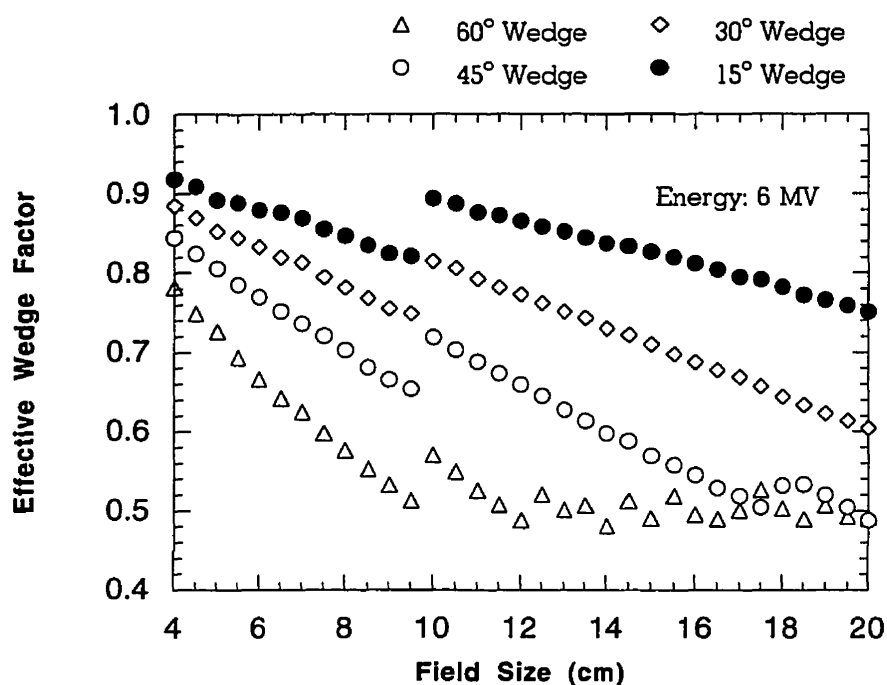 60° Wedge 30° Wedge
45° Wedge 15° Wedge
1.0
0.9
0.8
0.7
0.6
0.5
0.4
Effective Wedge Factor
Energy: 6 MV
4 6 8 10 12 14 16 18 20
Field Size (cm)